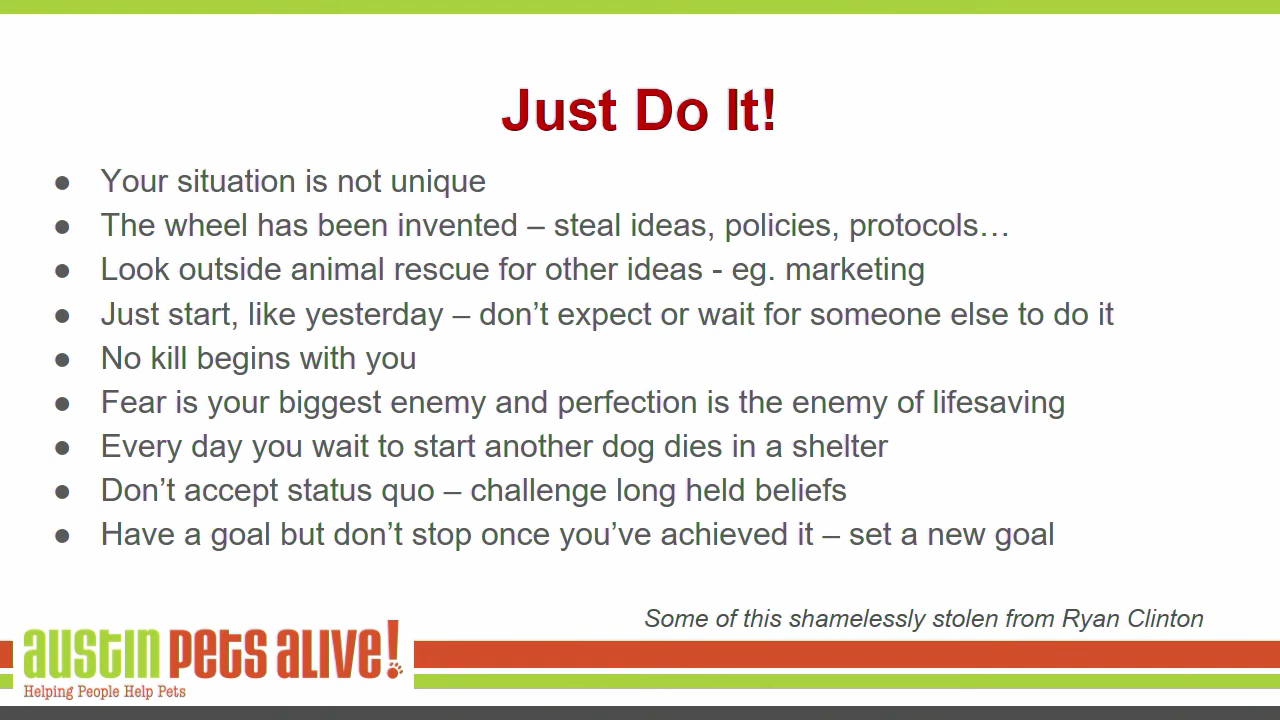 Just Do It!
● Your situation is not unique
● The wheel has been invented – steal ideas, policies, protocols…
● Look outside animal rescue for other ideas - eg. marketing
● Just start, like yesterday – don’t expect or wait for someone else to do it
● No kill begins with you
● Fear is your biggest enemy and perfection is the enemy of lifesaving
● Every day you wait to start another dog dies in a shelter
● Don’t accept status quo – challenge long held beliefs
● Have a goal but don’t stop once you’ve achieved it – set a new goal
Some of this shamelessly stolen from Ryan Clinton
austin pets alive!
Helping People Help Pets